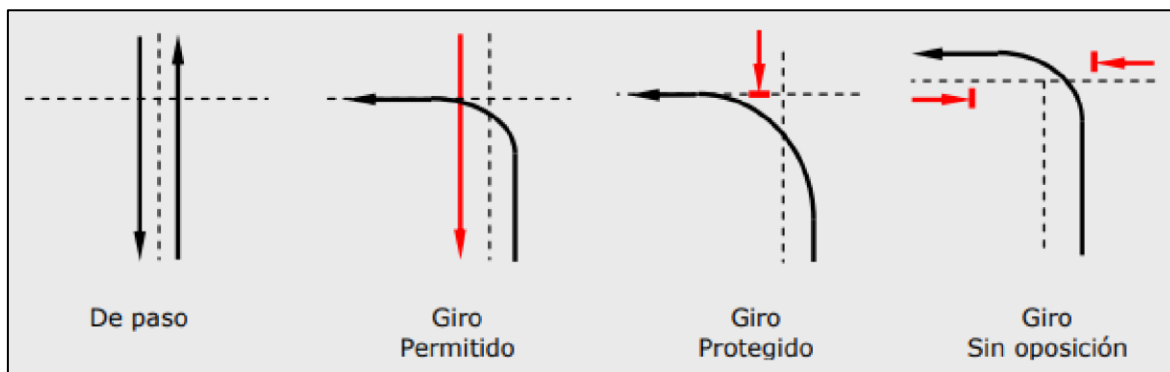 De paso
Giro
Permitido
Giro
Protegido
Giro
Sin oposición